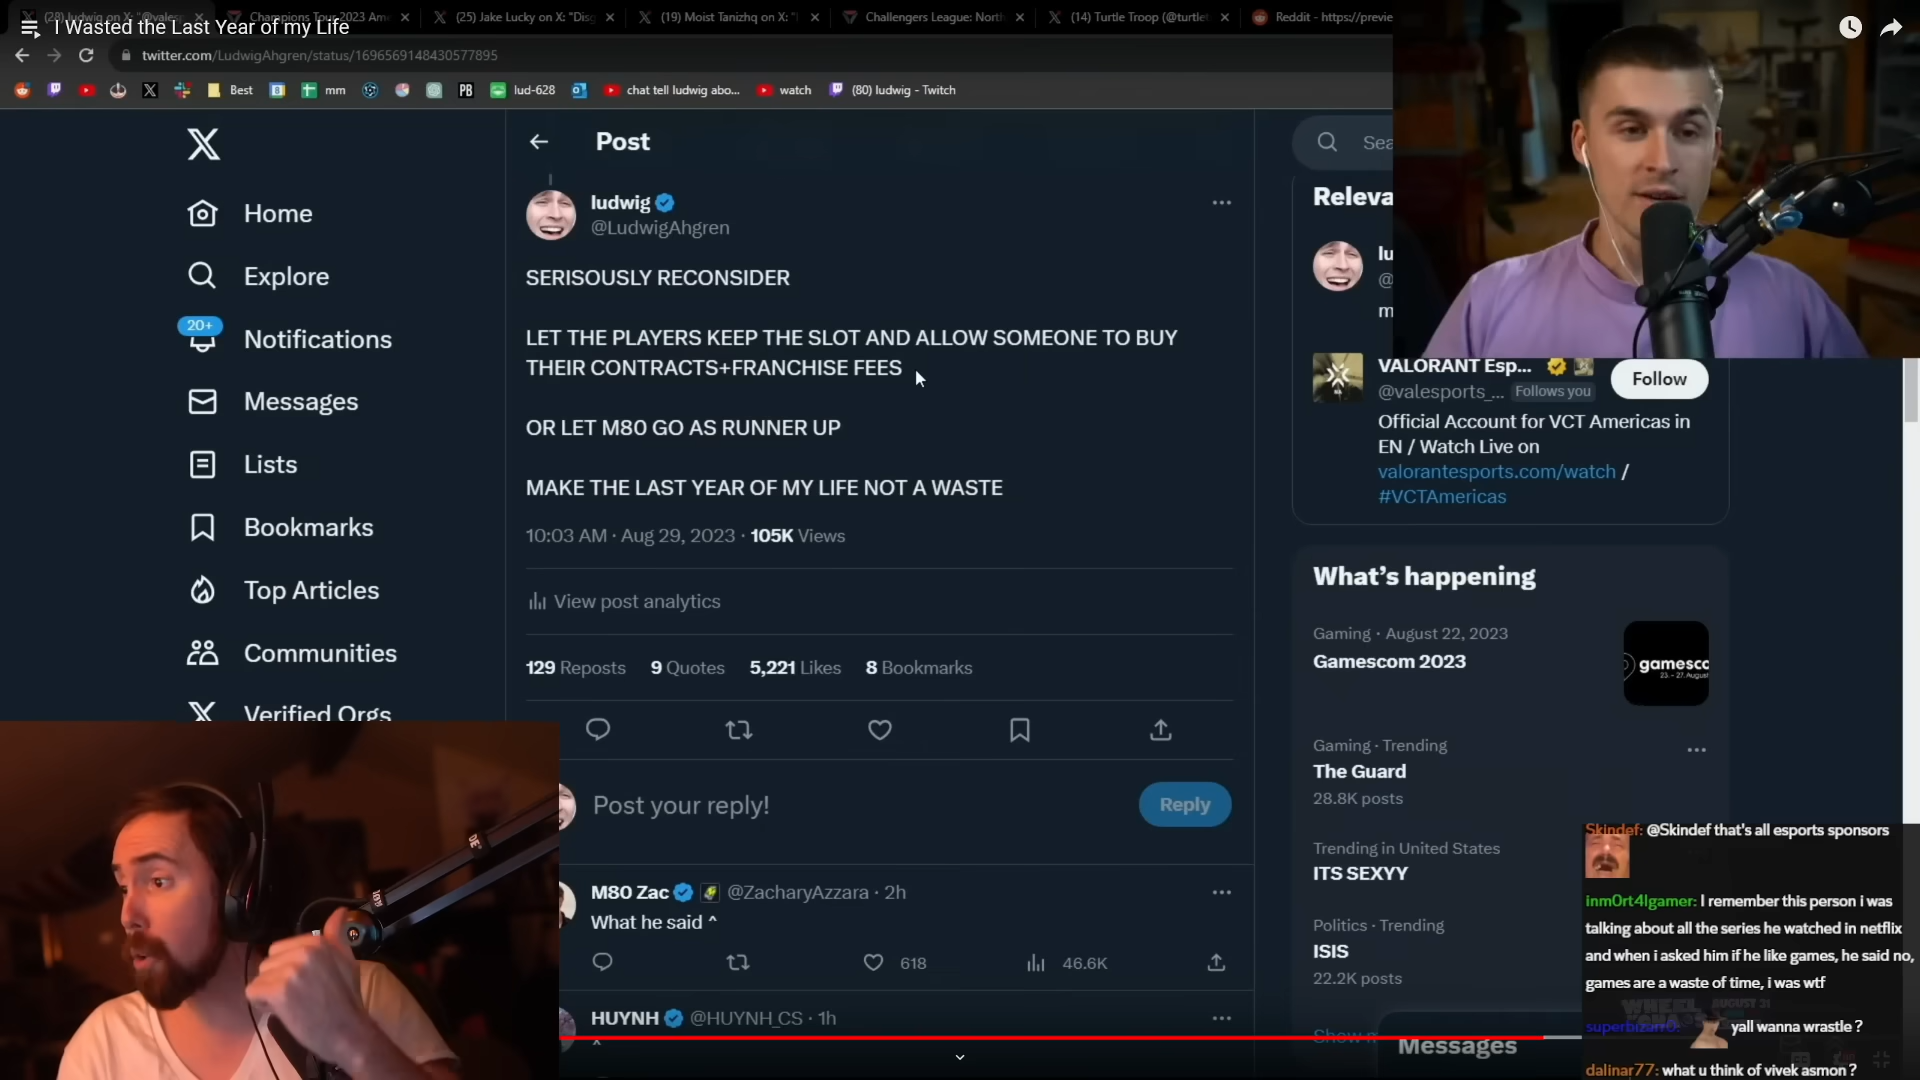 (28) ludwig on X: "@vales
Champions Tour 2023 Ame
(25) Jake Lucky on X: "Disg
(19) Moist Tanizhq on X: "
Challengers League: North
(14) Turtle Troop (@turtlet
Reddit - https://previe
I Wasted the Last Year of my Life
twitter.com/LudwigAhgren/status/1696569148430577895
Best
mm
PB
lud-628
chat tell ludwig abo...
watch
(80) ludwig - Twitch
Home
Explore
20+
Notifications
Messages
Lists
Bookmarks
Top Articles
Communities
Verified Orgs
Post
ludwig
@LudwigAhgren
SERISOUSLY RECONSIDER
LET THE PLAYERS KEEP THE SLOT AND ALLOW SOMEONE TO BUY
THEIR CONTRACTS+FRANCHISE FEES
OR LET M80 GO AS RUNNER UP
MAKE THE LAST YEAR OF MY LIFE NOT A WASTE
10:03 AM · Aug 29, 2023 · 105K Views
View post analytics
129 Reposts 9 Quotes 5,221 Likes 8 Bookmarks
Post your reply!
Reply
M80 Zac @ZacharyAzzara · 2h
What he said ^
618
46.6K
HUYNH @HUYNH_CS · 1h
^
Sea
Releva
lu
@
m
VALORANT Esp...
@valesports_... Follows you
Follow
Official Account for VCT Americas in
EN / Watch Live on
valorantesports.com/watch /
#VCTAmericas
What's happening
Gaming · August 22, 2023
Gamescom 2023
gamesco
23. – 27. August
Gaming · Trending
The Guard
28.8K posts
Trending in United States
ITS SEXYY
Politics · Trending
ISIS
22.2K posts
Show m
Messages
Skindef: @Skindef that's all esports sponsors
inm0rt4lgamer: I remember this person i was
talking about all the series he watched in netflix
and when i asked him if he like games, he said no,
games are a waste of time, i was wtf
superbizarr0: yall wanna wrastle ?
dalinar77: what u think of vivek asmon ?